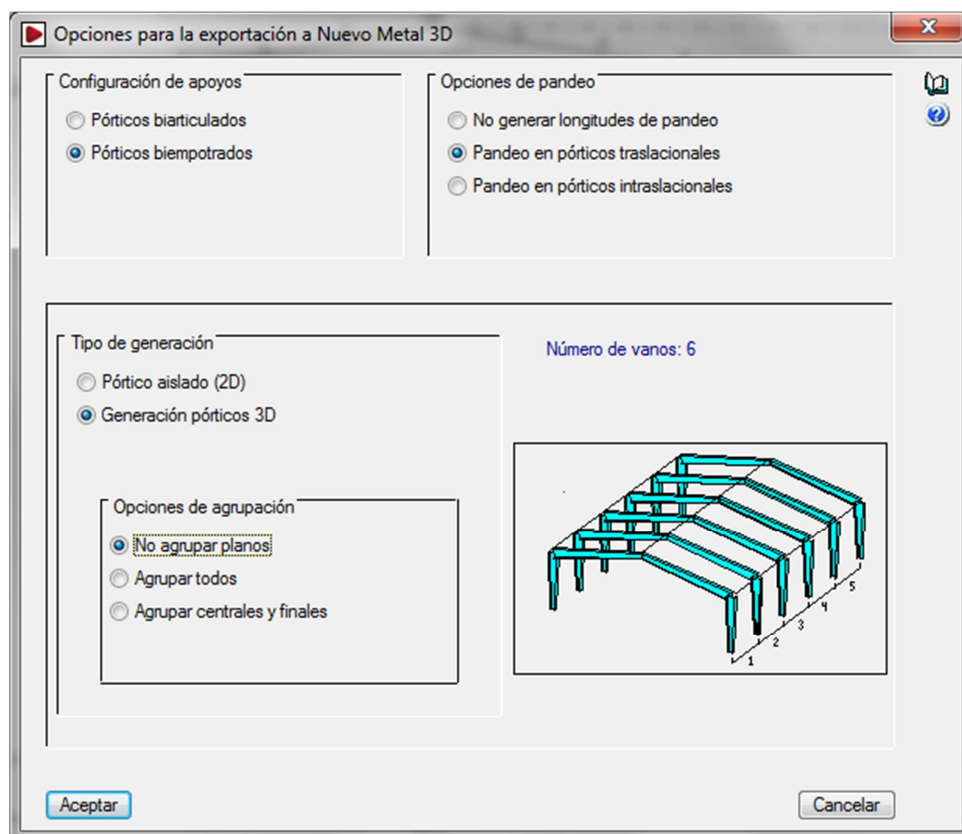 Opciones para la exportación a Nuevo Metal 3D
Configuración de apoyos
Pórticos biarticulados
Pórticos biempotrados
Opciones de pandeo
No generar longitudes de pandeo
Pandeo en pórticos traslacionales
Pandeo en pórticos intraslacionales
Tipo de generación
Pórtico aislado (2D)
Generación pórticos 3D
Opciones de agrupación
No agrupar planos
Agrupar todos
Agrupar centrales y finales
Número de vanos: 6
1
2
3
4
5
Aceptar
Cancelar